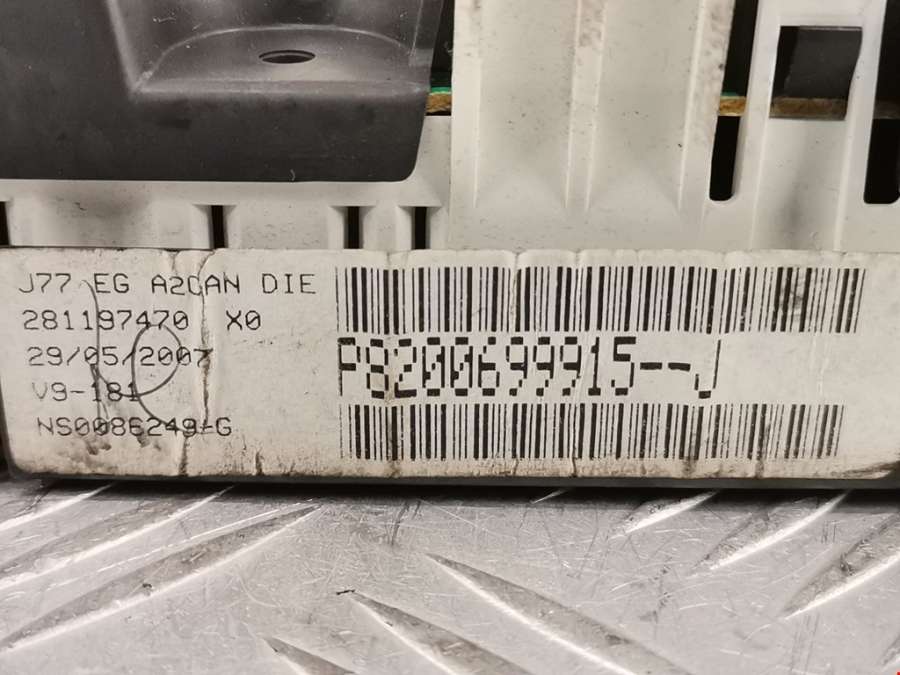 J77 EG A2CAN DIE
281197470 X0
29/05/2007
V9-181
NS0086249-G
P8200699915--J